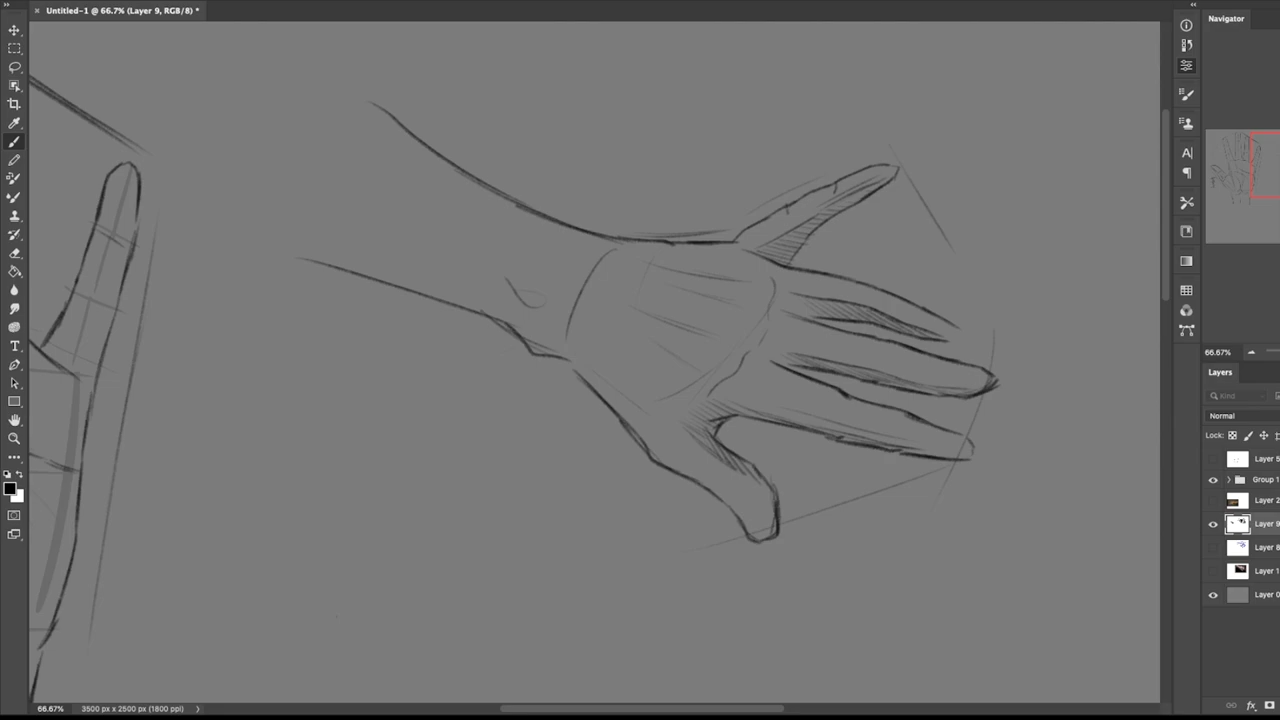 Untitled-1 @ 66.7% (Layer 9, RGB/8) *
Navigator
66.67%
Layers
Kind
Normal
Lock:
Layer 5
Group 1
Layer 2
Layer 9
Layer 8
Layer 1
Layer 0
66.67%
3500 px x 2500 px (1800 ppi)